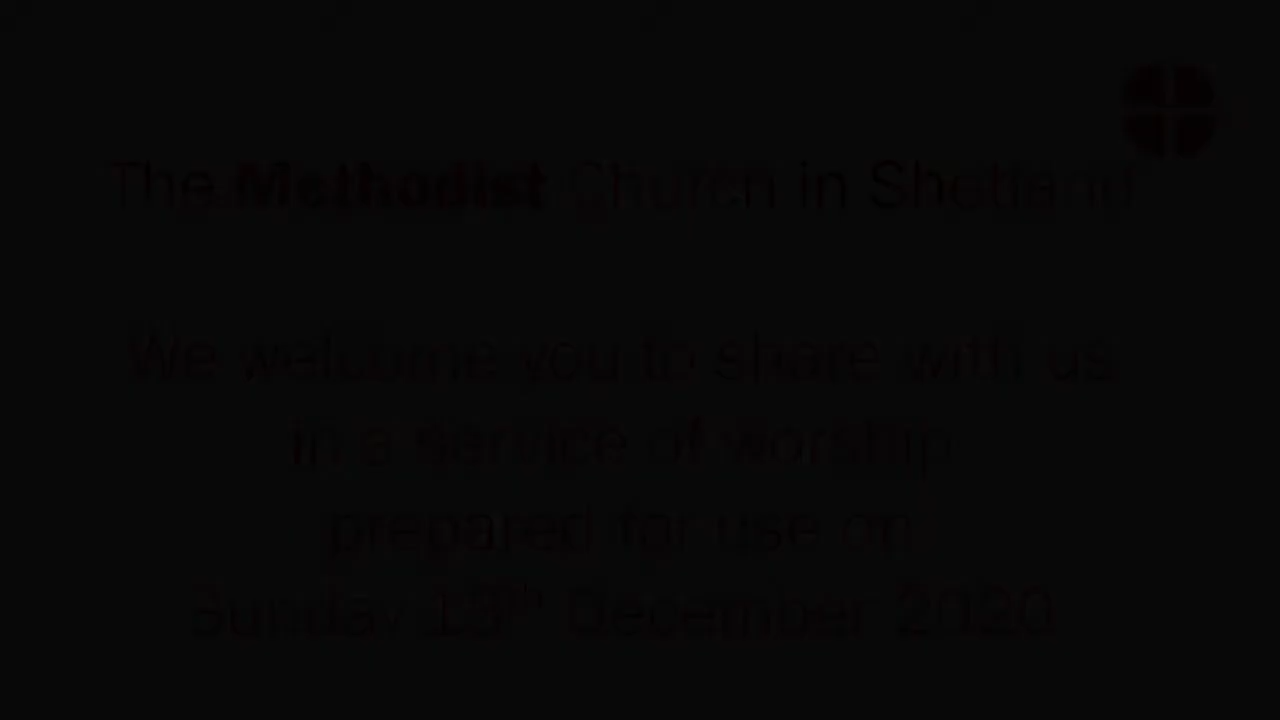 The Methodist Church in Shetland
We welcome you to share with us
in a service of worship
prepared for use on
Sunday 13th December 2020